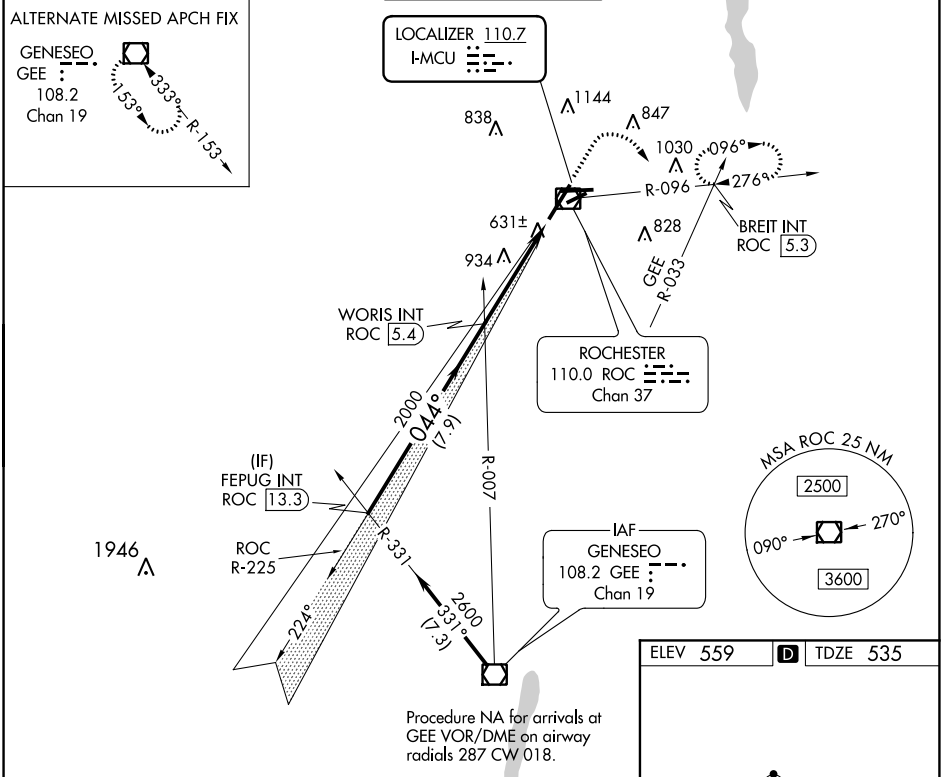 ALTERNATE MISSED APCH FIX
GENESEO
GEE
108.2
Chan 19
153°
333°
R-153
LOCALIZER 110.7
I-MCU
838
1144
847
1030
096°
R-096
276°
BREIT INT
ROC 5.3
828
GEE
R-033
631±
934
WORIS INT
ROC 5.4
ROCHESTER
110.0 ROC
Chan 37
2000
044°
(7.9)
R-007
(IF)
FEPUG INT
ROC 13.3
ROC
R-225
224°
R-331
2600
331°
(7.3)
1946
IAF
GENESEO
108.2 GEE
Chan 19
MSA ROC 25 NM
2500
090°
270°
3600
Procedure NA for arrivals at
GEE VOR/DME on airway
radials 287 CW 018.
ELEV 559 D TDZE 535